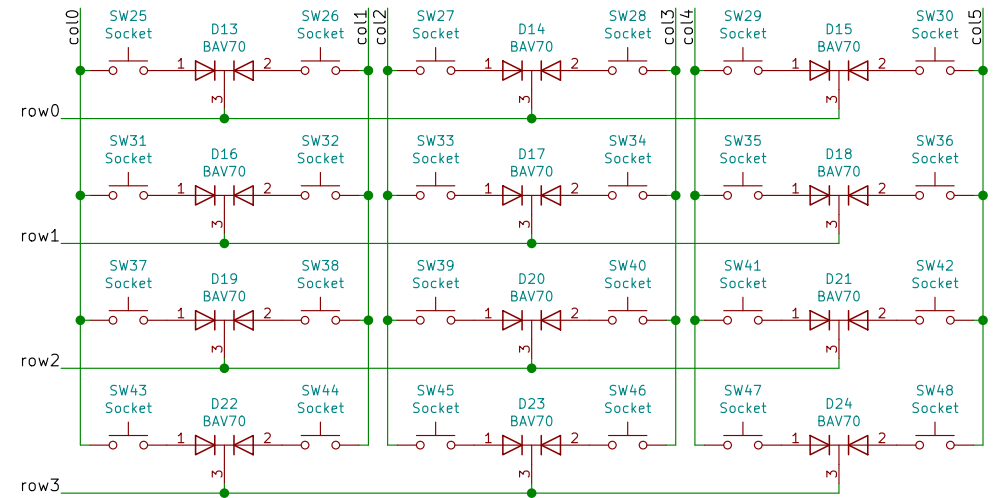 col0
SW25
Socket
D13
BAV70
1
2
3
SW26
Socket
col1
col2
SW27
Socket
D14
BAV70
1
2
3
SW28
Socket
col3
col4
SW29
Socket
D15
BAV70
1
2
3
SW30
Socket
col5
row0
SW31
Socket
D16
BAV70
1
2
3
SW32
Socket
SW33
Socket
D17
BAV70
1
2
3
SW34
Socket
SW35
Socket
D18
BAV70
1
2
3
SW36
Socket
row1
SW37
Socket
D19
BAV70
1
2
3
SW38
Socket
SW39
Socket
D20
BAV70
1
2
3
SW40
Socket
SW41
Socket
D21
BAV70
1
2
3
SW42
Socket
row2
SW43
Socket
D22
BAV70
1
2
3
SW44
Socket
SW45
Socket
D23
BAV70
1
2
3
SW46
Socket
SW47
Socket
D24
BAV70
1
2
3
SW48
Socket
row3